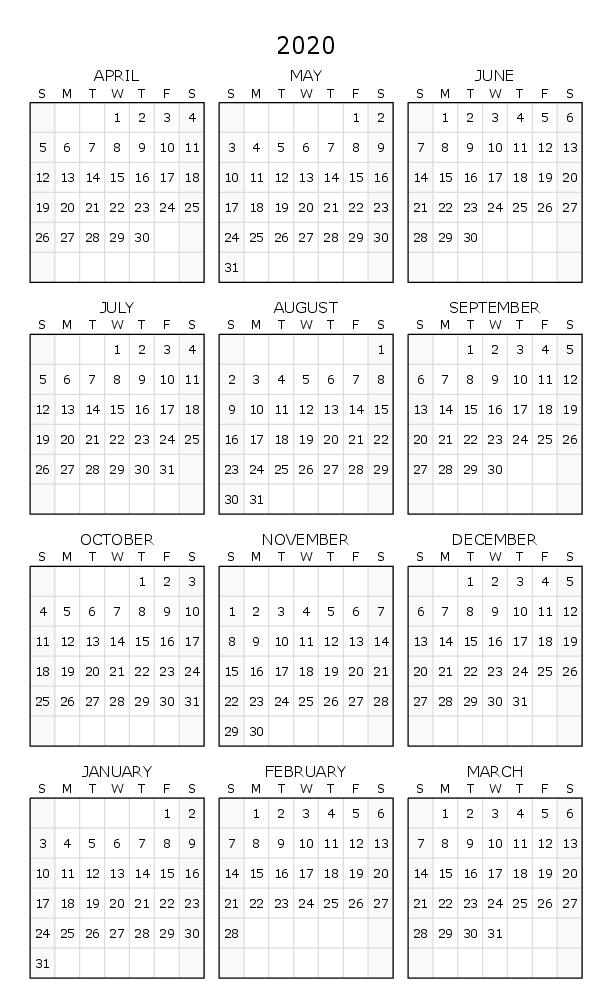 2020
APRIL MAY JUNE
S M T W T F S S M T W T F S S M T W T F S
1 2 3 4 1 2 1 2 3 4 5 6
5 6 7 8 9 10 11 3 4 5 6 7 8 9 7 8 9 10 11 12 13
12 13 14 15 16 17 18 10 11 12 13 14 15 16 14 15 16 17 18 19 20
19 20 21 22 23 24 25 17 18 19 20 21 22 23 21 22 23 24 25 26 27
26 27 28 29 30 24 25 26 27 28 29 30 28 29 30
31
JULY AUGUST SEPTEMBER
S M T W T F S S M T W T F S S M T W T F S
1 2 3 4 1 1 2 3 4 5
5 6 7 8 9 10 11 2 3 4 5 6 7 8 6 7 8 9 10 11 12
12 13 14 15 16 17 18 9 10 11 12 13 14 15 13 14 15 16 17 18 19
19 20 21 22 23 24 25 16 17 18 19 20 21 22 20 21 22 23 24 25 26
26 27 28 29 30 31 23 24 25 26 27 28 29 27 28 29 30
30 31
OCTOBER NOVEMBER DECEMBER
S M T W T F S S M T W T F S S M T W T F S
1 2 3 1 2 3 4 5
4 5 6 7 8 9 10 1 2 3 4 5 6 7 6 7 8 9 10 11 12
11 12 13 14 15 16 17 8 9 10 11 12 13 14 13 14 15 16 17 18 19
18 19 20 21 22 23 24 15 16 17 18 19 20 21 20 21 22 23 24 25 26
25 26 27 28 29 30 31 22 23 24 25 26 27 28 27 28 29 30 31
29 30
JANUARY FEBRUARY MARCH
S M T W T F S S M T W T F S S M T W T F S
1 2 1 2 3 4 5 6 1 2 3 4 5 6
3 4 5 6 7 8 9 7 8 9 10 11 12 13 7 8 9 10 11 12 13
10 11 12 13 14 15 16 14 15 16 17 18 19 20 14 15 16 17 18 19 20
17 18 19 20 21 22 23 21 22 23 24 25 26 27 21 22 23 24 25 26 27
24 25 26 27 28 29 30 28 28 29 30 31
31